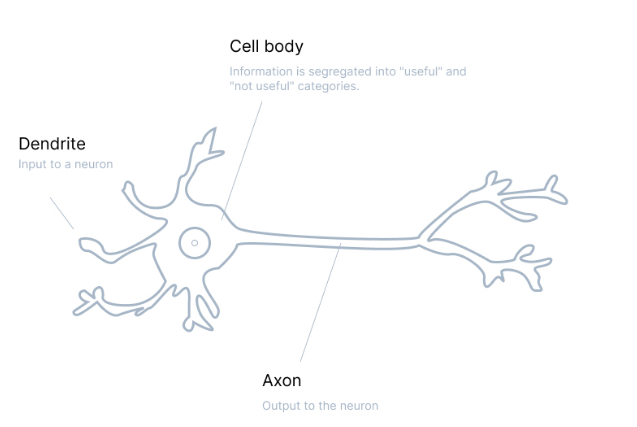 Cell body
Information is segregated into "useful" and
"not useful" categories.
Dendrite
Input to a neuron
Axon
Output to the neuron